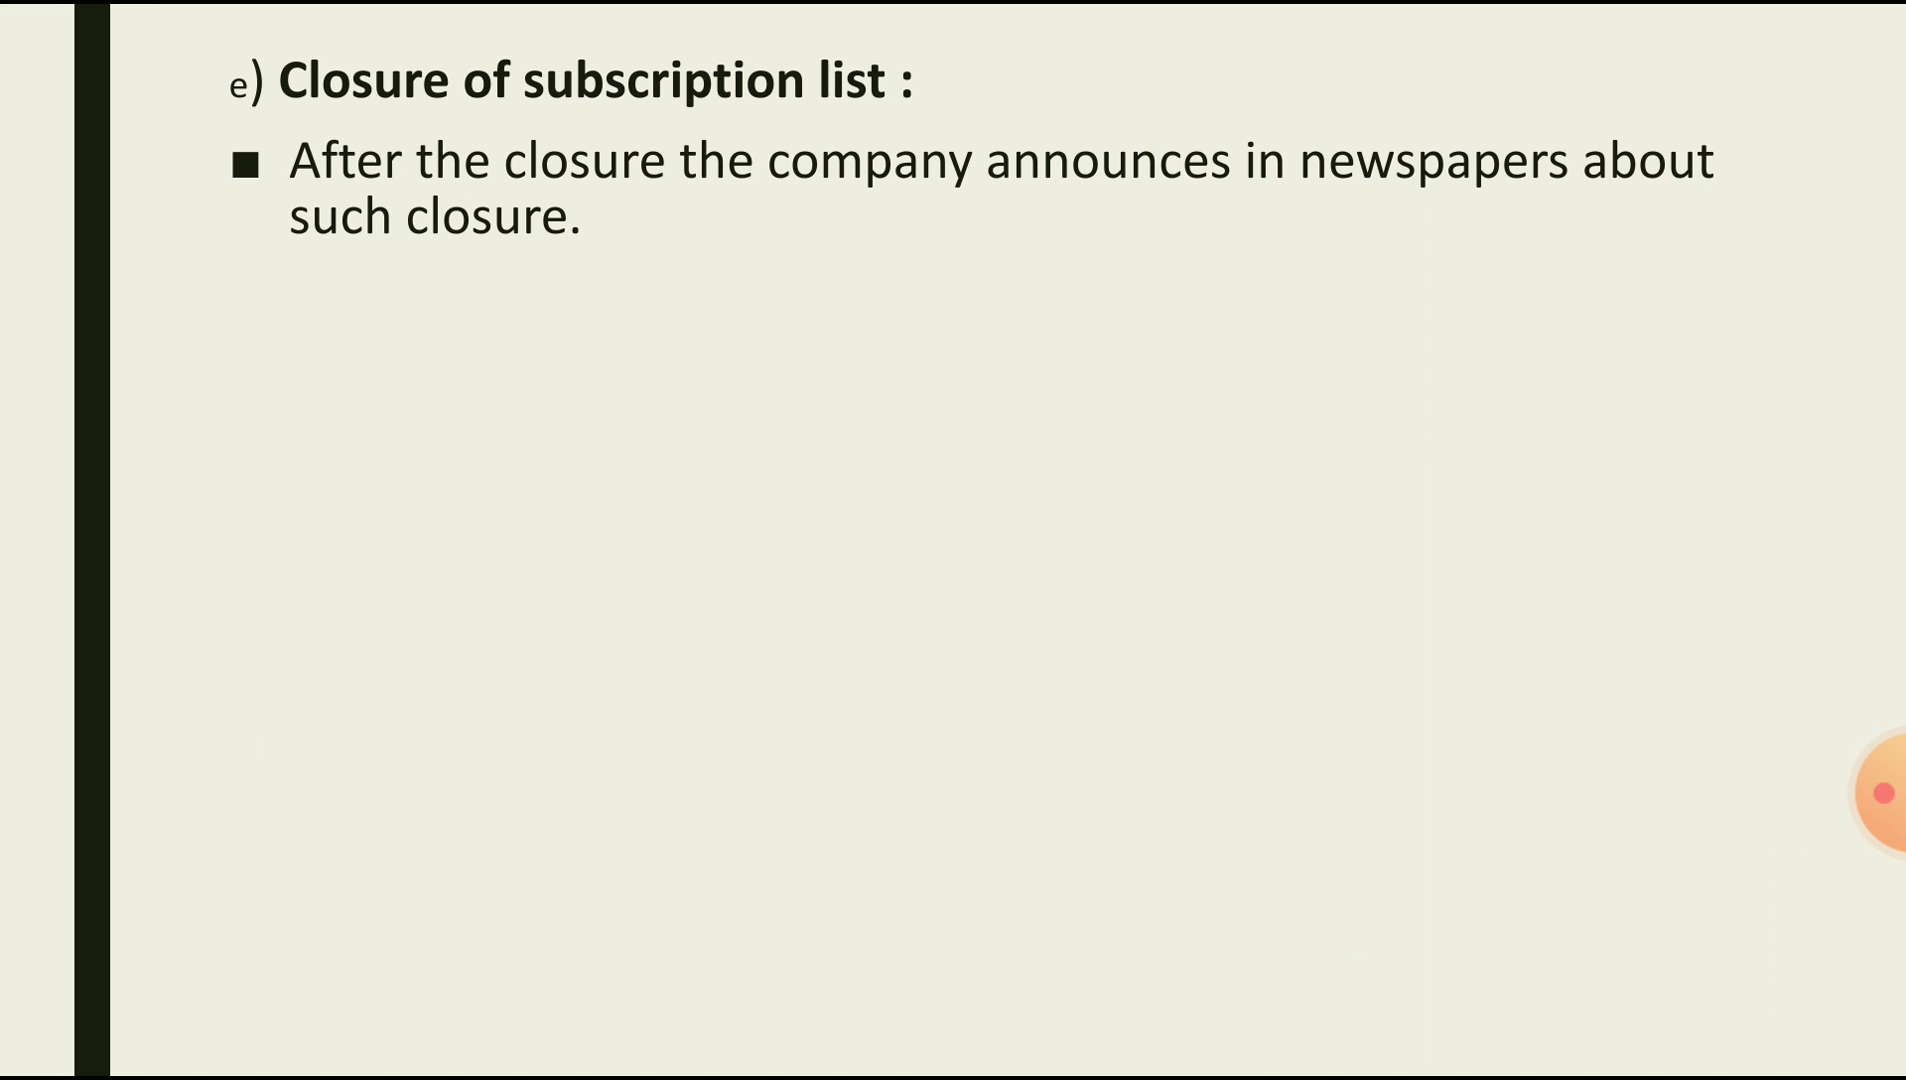 e) Closure of subscription list :
■ After the closure the company announces in newspapers about
such closure.